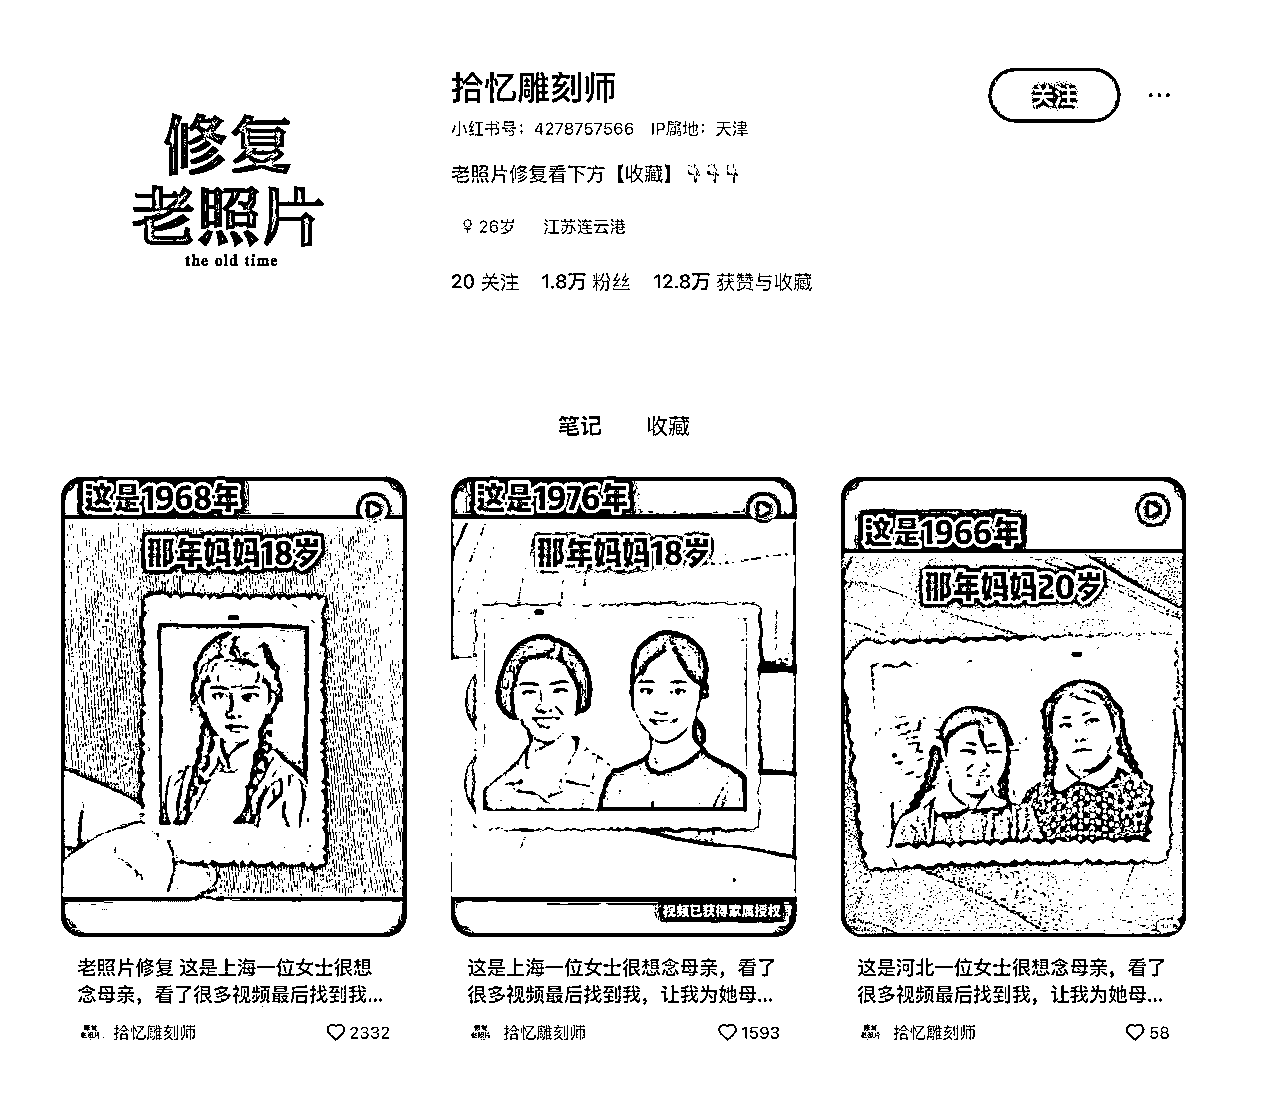 修复
老照片
the old time
拾忆雕刻师
关注
小红书号：4278757566 IP属地：天津
老照片修复看下方【收藏】
26岁 江苏连云港
20 关注 1.8万 粉丝 12.8万 获赞与收藏
笔记 收藏
这是1968年
那年妈妈18岁
老照片修复 这是上海一位女士很想
念母亲，看了很多视频最后找到我...
拾忆雕刻师 2332
这是1976年
那年妈妈18岁
视频已获得家属授权
这是上海一位女士很想念母亲，看了
很多视频最后找到我，让我为她母...
拾忆雕刻师 1593
这是1966年
那年妈妈20岁
这是河北一位女士很想念母亲，看了
很多视频最后找到我，让我为她母...
拾忆雕刻师 58